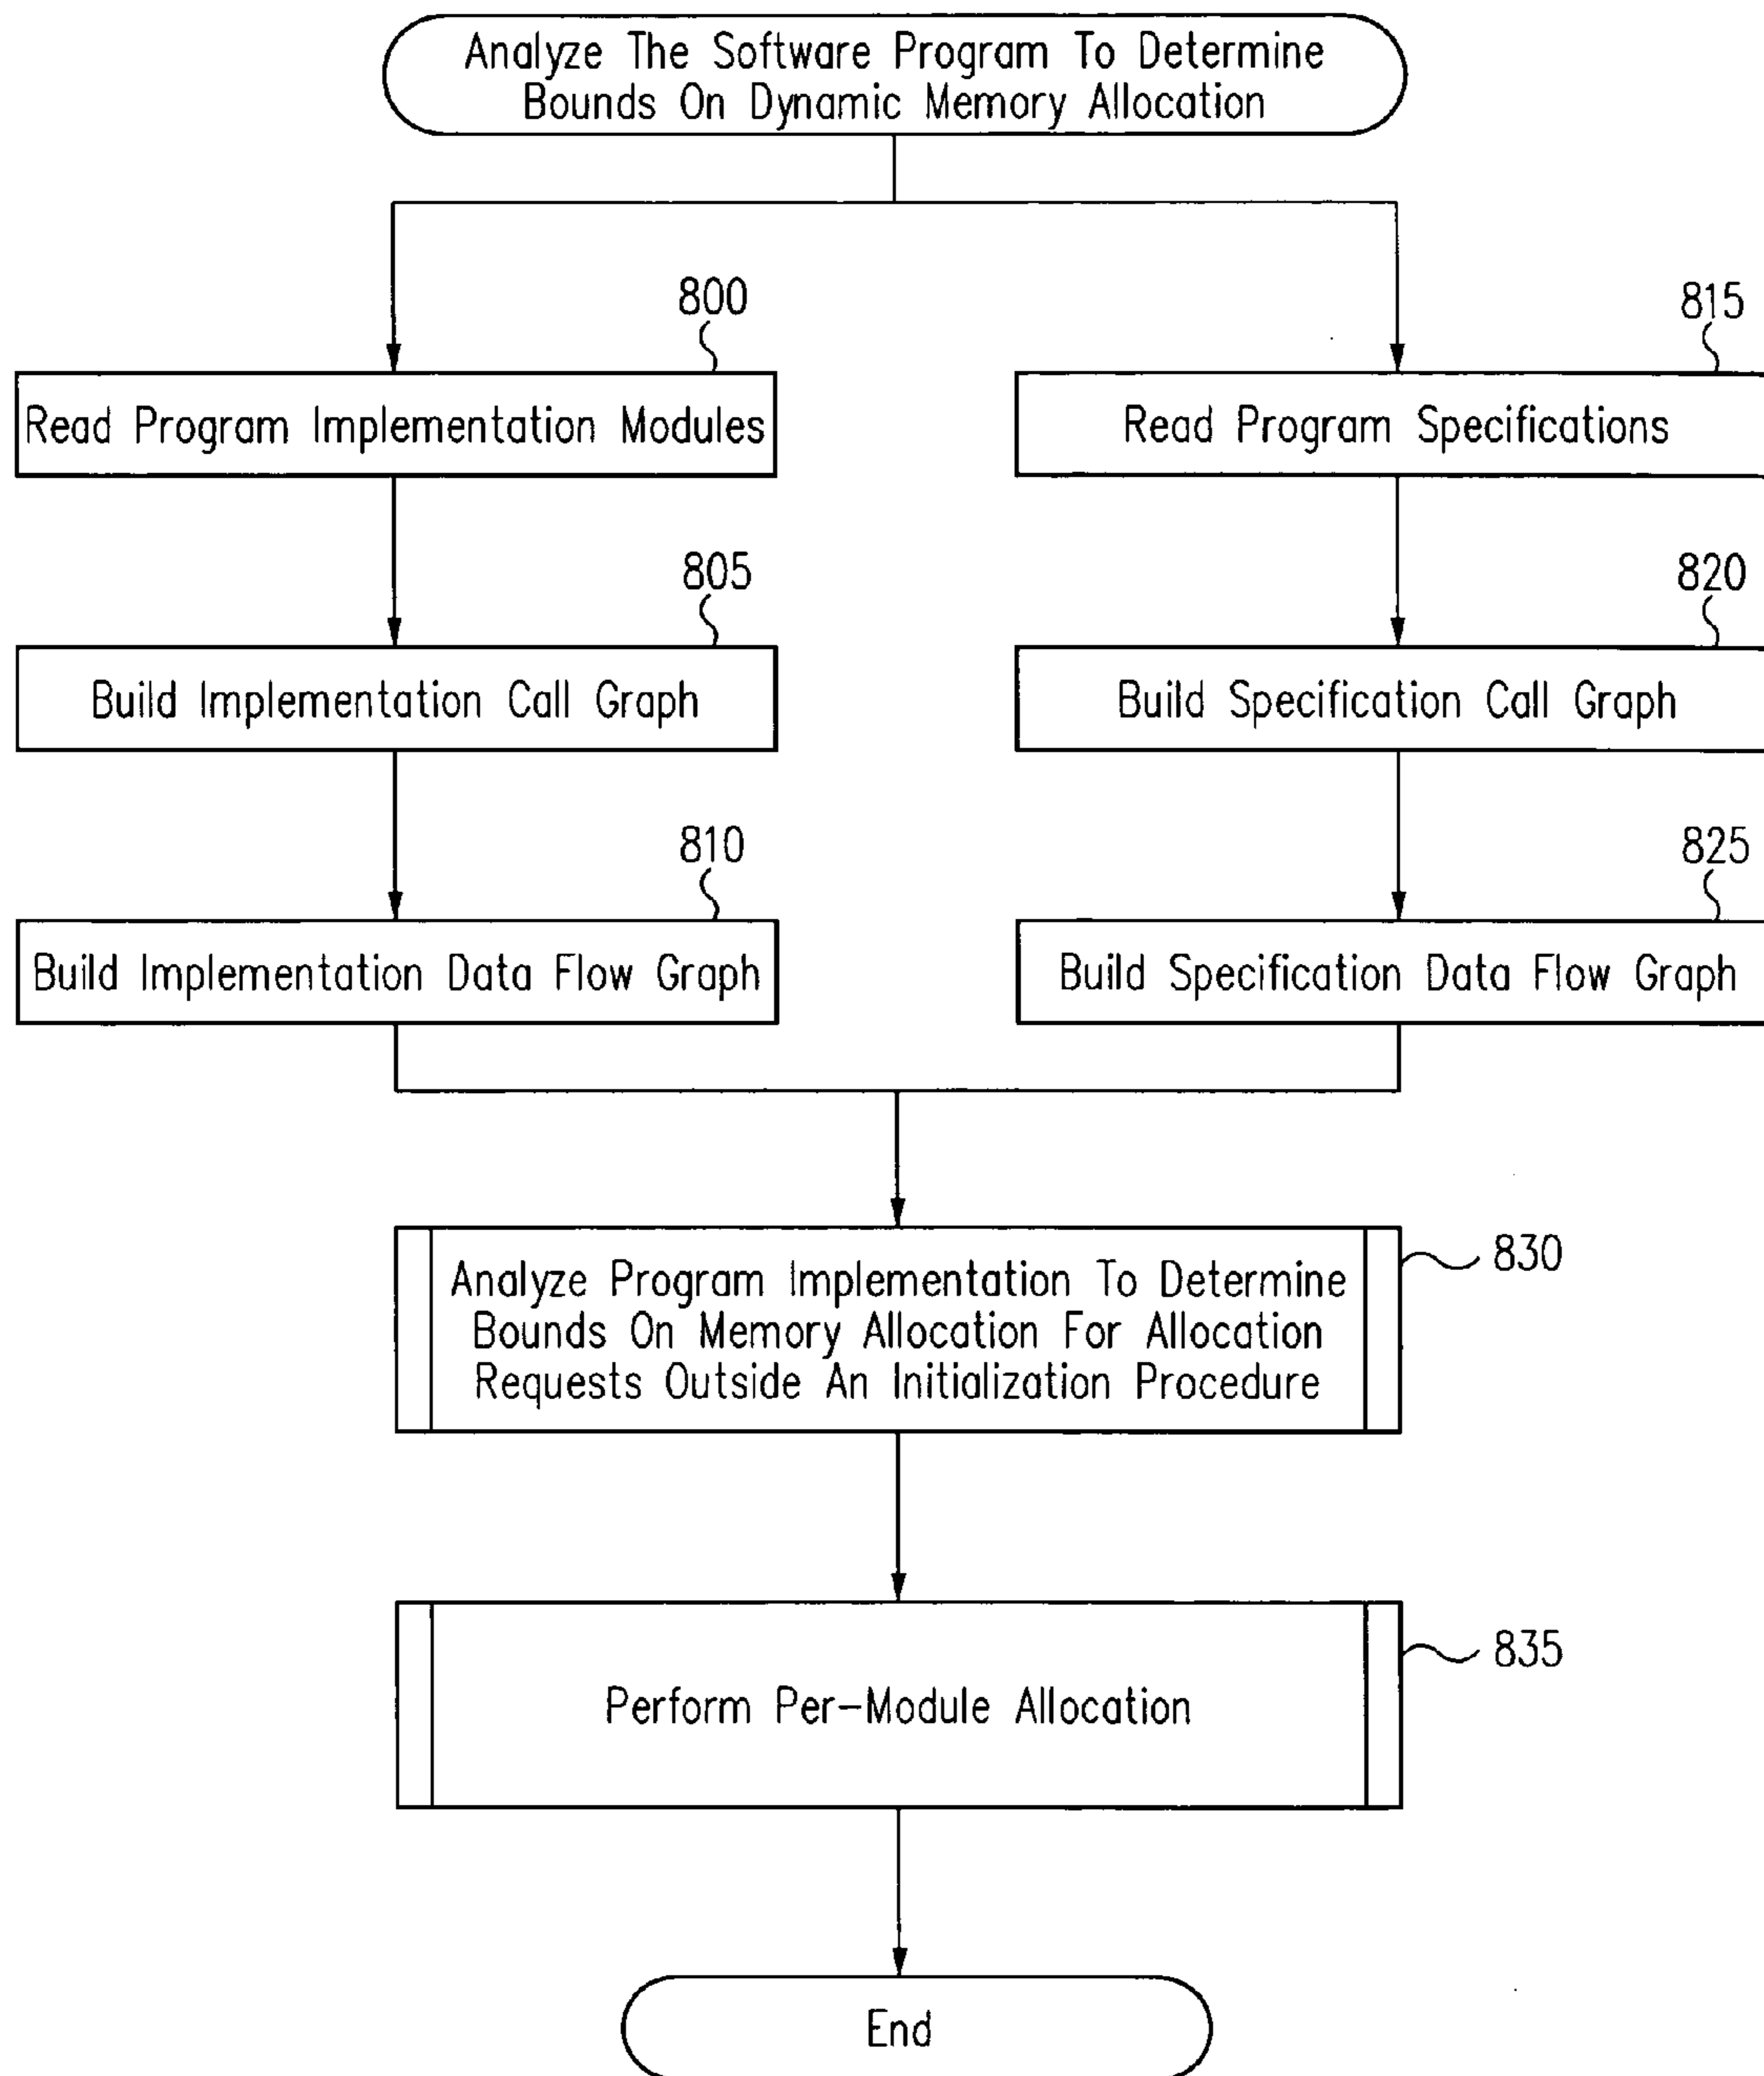 Analyze The Software Program To Determine
Bounds On Dynamic Memory Allocation
800
Read Program Implementation Modules
805
Build Implementation Call Graph
810
Build Implementation Data Flow Graph
815
Read Program Specifications
820
Build Specification Call Graph
825
Build Specification Data Flow Graph
830
Analyze Program Implementation To Determine
Bounds On Memory Allocation For Allocation
Requests Outside An Initialization Procedure
835
Perform Per-Module Allocation
End